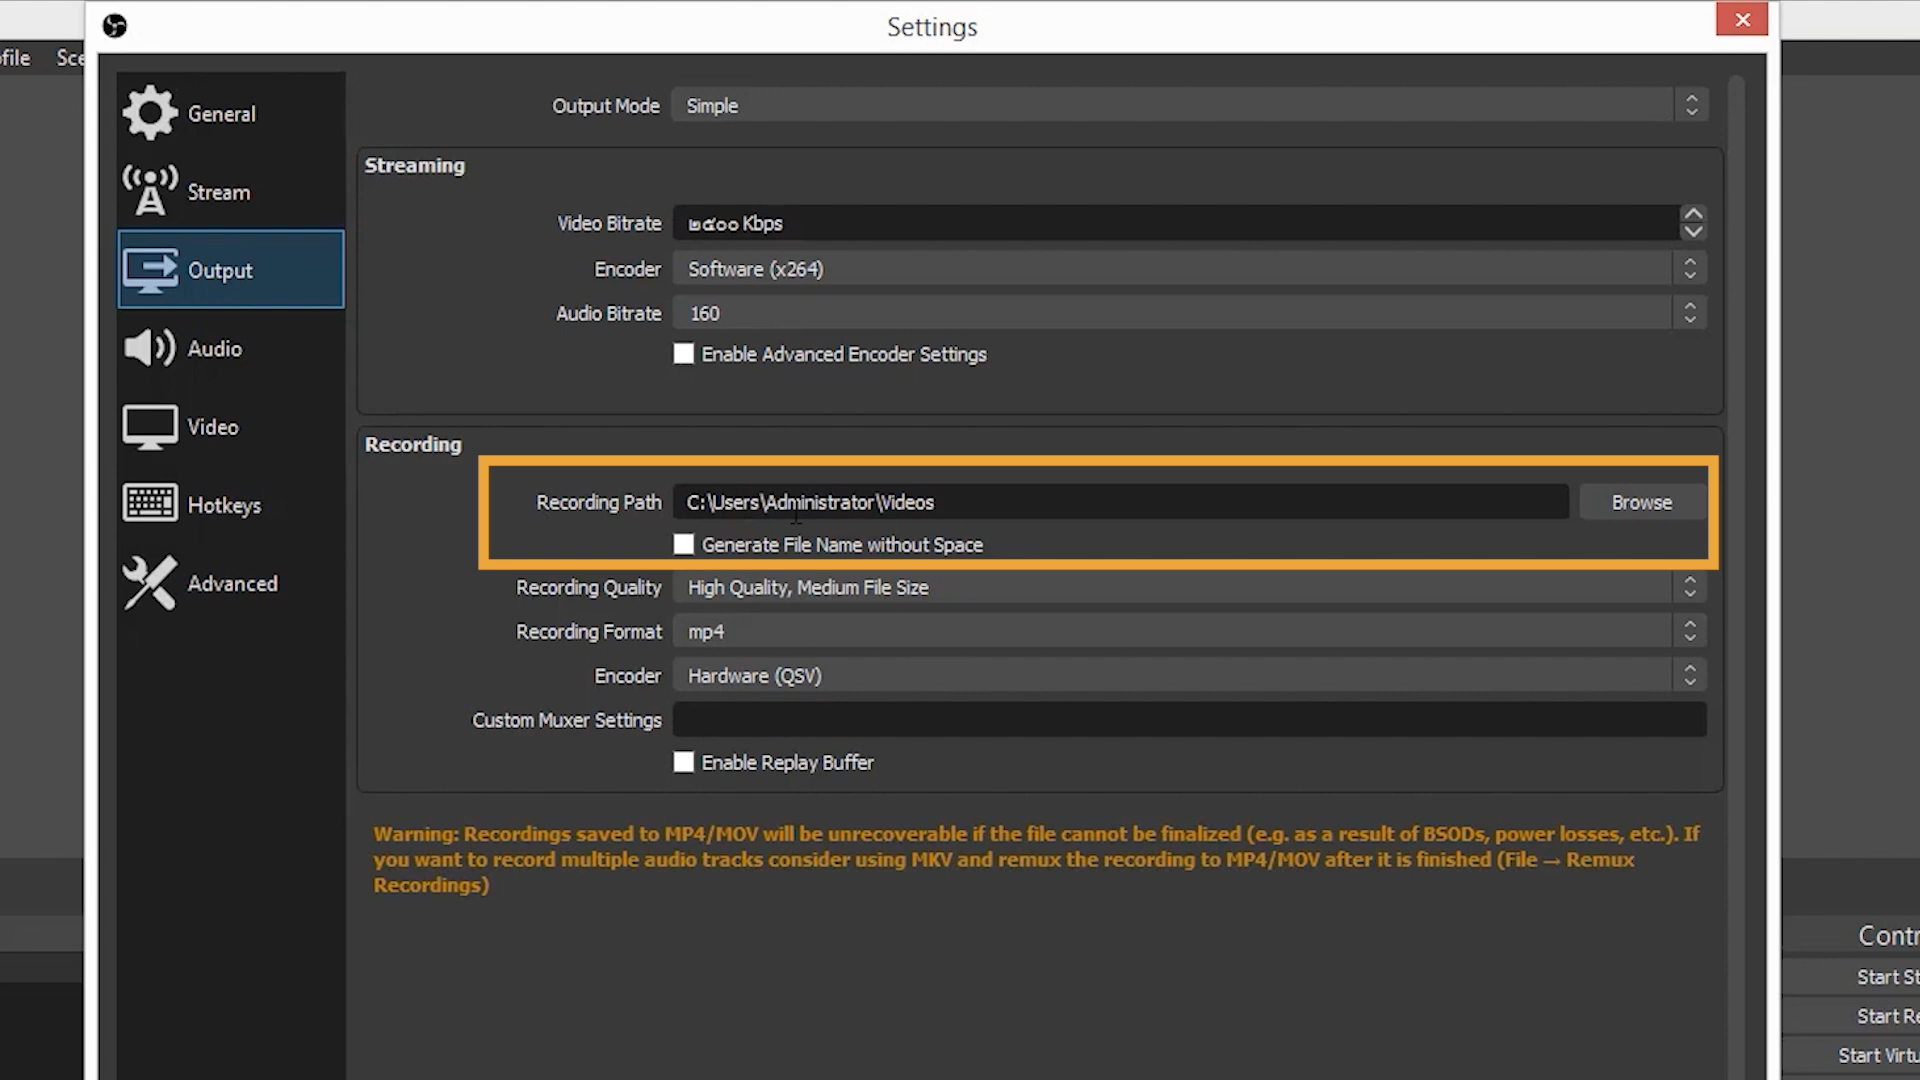 Settings
ofile Sce
General
Stream
Output
Audio
Video
Hotkeys
Advanced
Output Mode Simple
Streaming
Video Bitrate ๒๕๐๐ Kbps
Encoder Software (x264)
Audio Bitrate 160
Enable Advanced Encoder Settings
Recording
Recording Path C:\Users\Administrator\Videos Browse
Generate File Name without Space
Recording Quality High Quality, Medium File Size
Recording Format mp4
Encoder Hardware (QSV)
Custom Muxer Settings
Enable Replay Buffer
Warning: Recordings saved to MP4/MOV will be unrecoverable if the file cannot be finalized (e.g. as a result of BSODs, power losses, etc.). If
you want to record multiple audio tracks consider using MKV and remux the recording to MP4/MOV after it is finished (File → Remux
Recordings)
Contr
Start St
Start Re
Start Virtu